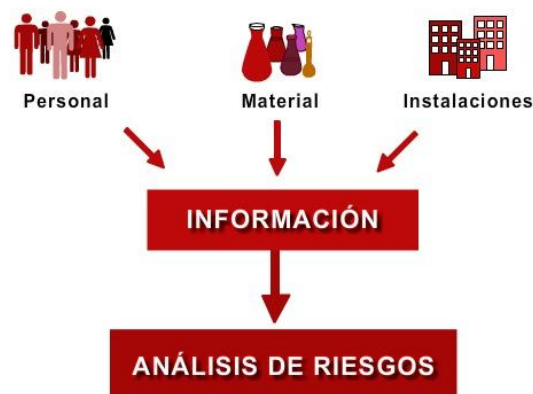 Personal
Material
Instalaciones
INFORMACIÓN
ANÁLISIS DE RIESGOS